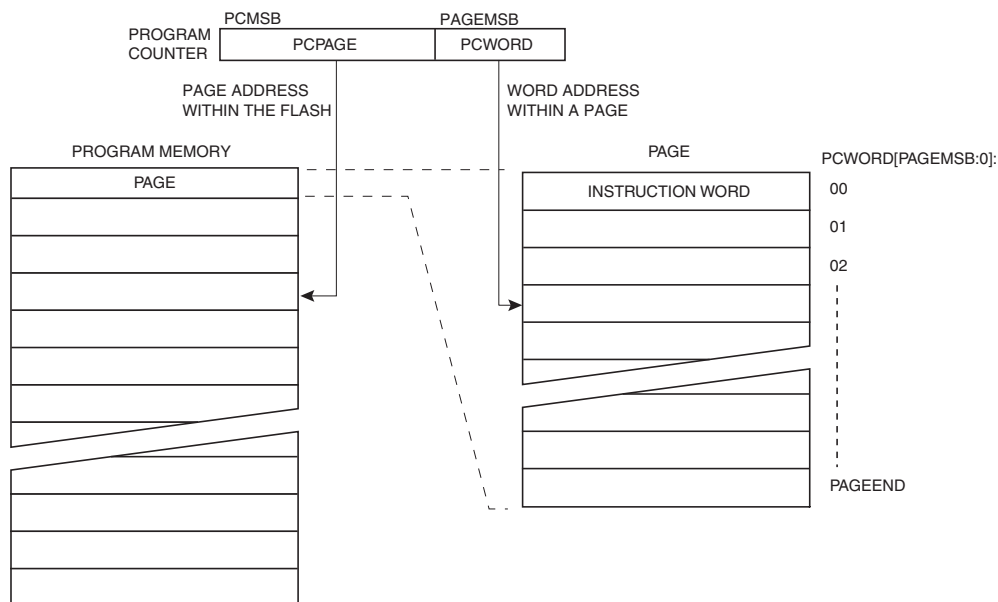 PCMSB
PAGEMSB
PROGRAM
COUNTER
PCPAGE
PCWORD
PAGE ADDRESS
WITHIN THE FLASH
WORD ADDRESS
WITHIN A PAGE
PROGRAM MEMORY
PAGE
PAGE
INSTRUCTION WORD
PCWORD[PAGEMSB:0]:
00
01
02
PAGEEND